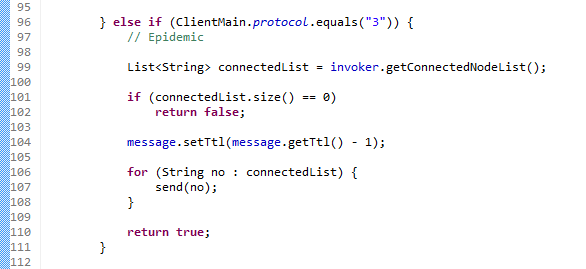 95
96 } else if (ClientMain.protocol.equals("3")) {
97 // Epidemic
98
99 List<String> connectedList = invoker.getConnectedNodeList();
100
101 if (connectedList.size() == 0)
102 return false;
103
104 message.setTtl(message.getTtl() - 1);
105
106 for (String no : connectedList) {
107 send(no);
108 }
109
110 return true;
111 }
112